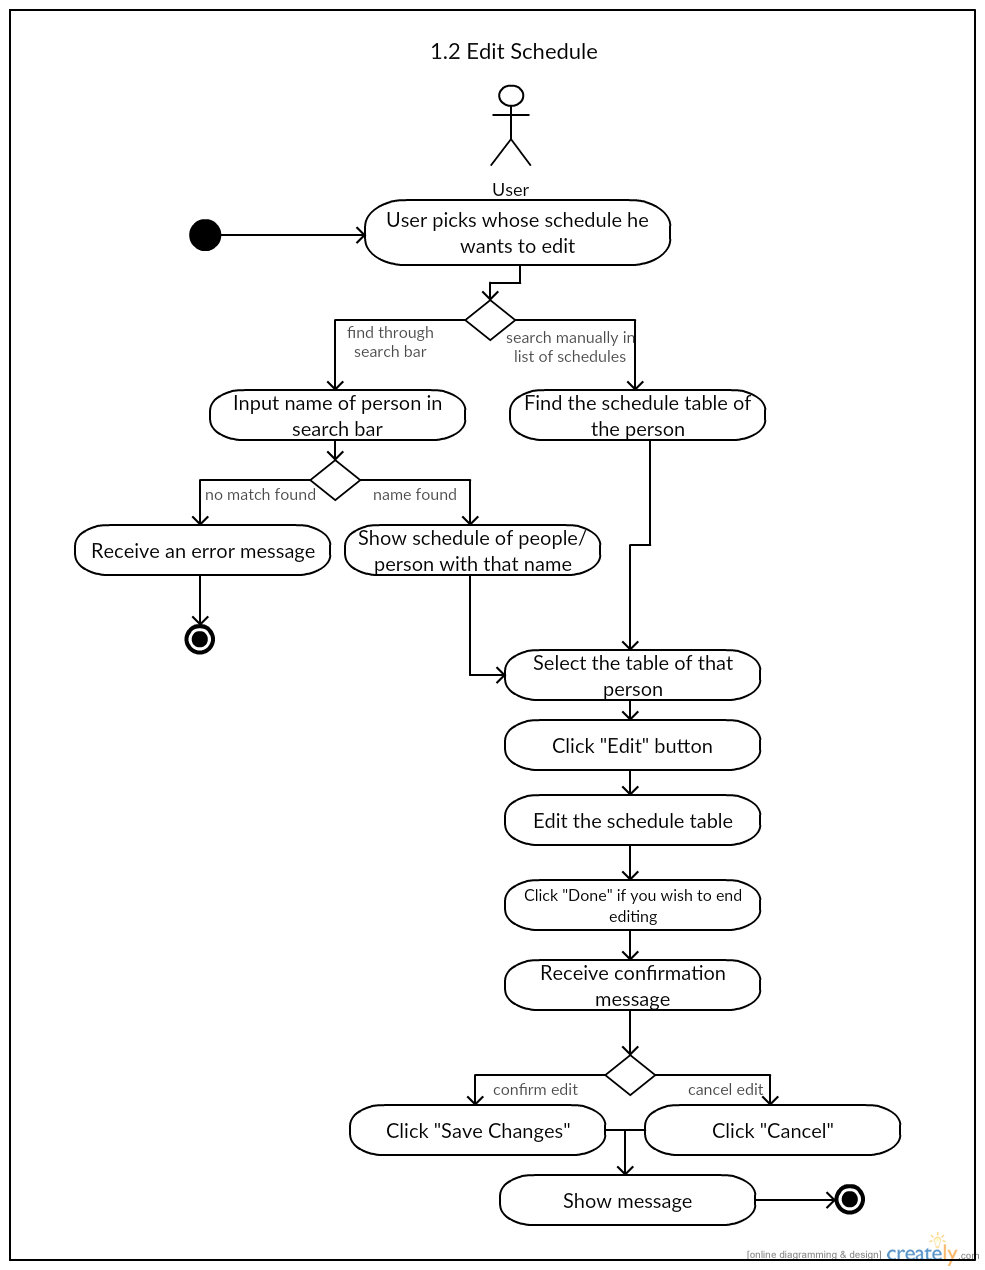 1.2 Edit Schedule
User
User picks whose schedule he
wants to edit
find through
search bar
search manually in
list of schedules
Input name of person in
search bar
Find the schedule table of
the person
no match found
name found
Receive an error message
Show schedule of people/
person with that name
Select the table of that
person
Click "Edit" button
Edit the schedule table
Click "Done" if you wish to end
editing
Receive confirmation
message
confirm edit
cancel edit
Click "Save Changes"
Click "Cancel"
Show message
[online diagramming & design] creately.com